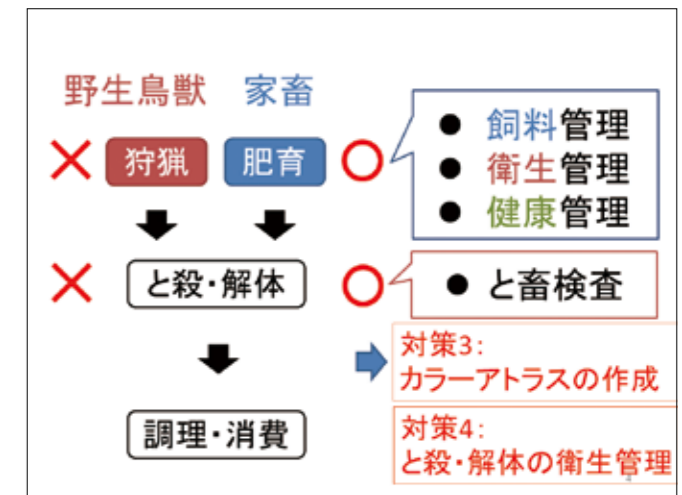 野生鳥獣 家畜
狩猟 肥育
● 飼料管理
● 衛生管理
● 健康管理
と殺・解体
● と畜検査
対策3:
カラーアトラスの作成
調理・消費
対策4:
と殺・解体の衛生管理
4